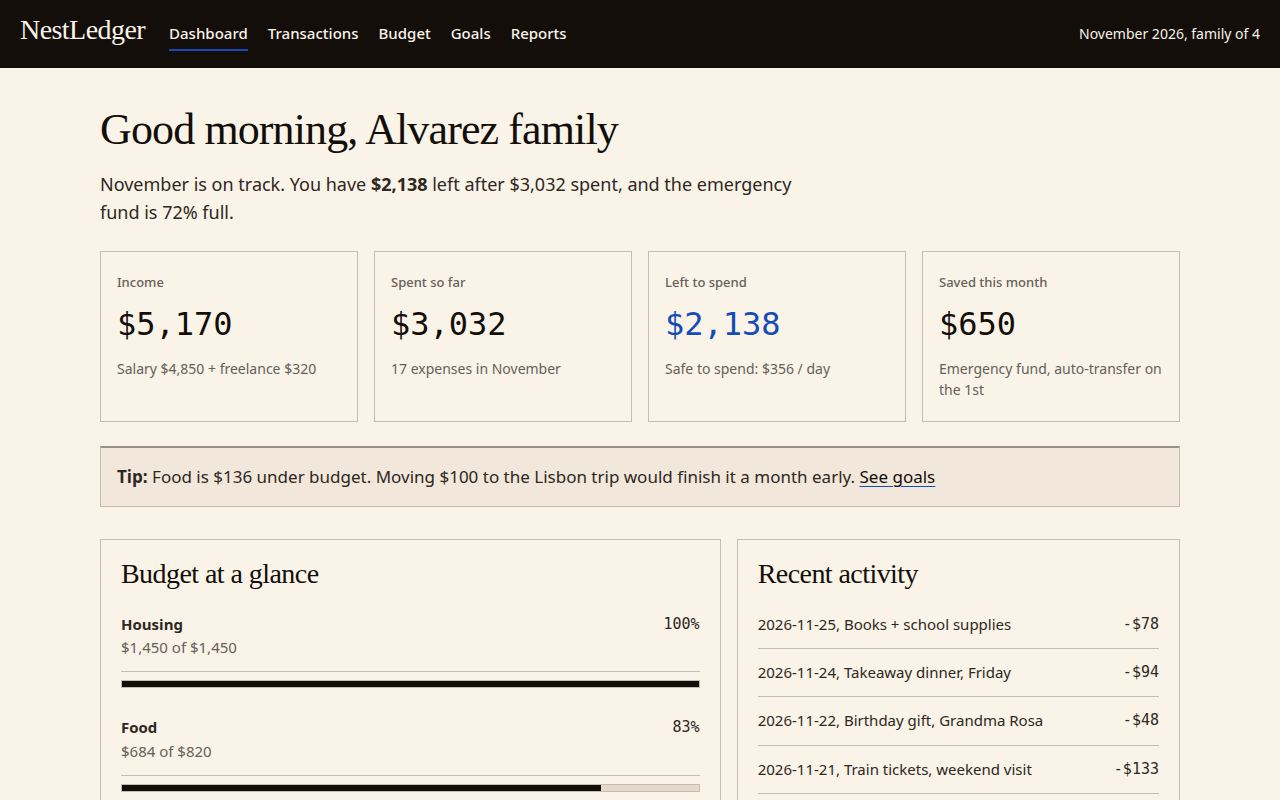 NestLedger
Dashboard
Transactions
Budget
Goals
Reports
November 2026, family of 4
Good morning, Alvarez family
November is on track. You have $2,138 left after $3,032 spent, and the emergency
fund is 72% full.
Income
$5,170
Salary $4,850 + freelance $320
Spent so far
$3,032
17 expenses in November
Left to spend
$2,138
Safe to spend: $356 / day
Saved this month
$650
Emergency fund, auto-transfer on
the 1st
Tip: Food is $136 under budget. Moving $100 to the Lisbon trip would finish it a month early. See goals
Budget at a glance
Housing
100%
$1,450 of $1,450
Food
83%
$684 of $820
Recent activity
2026-11-25, Books + school supplies
-$78
2026-11-24, Takeaway dinner, Friday
-$94
2026-11-22, Birthday gift, Grandma Rosa
-$48
2026-11-21, Train tickets, weekend visit
-$133